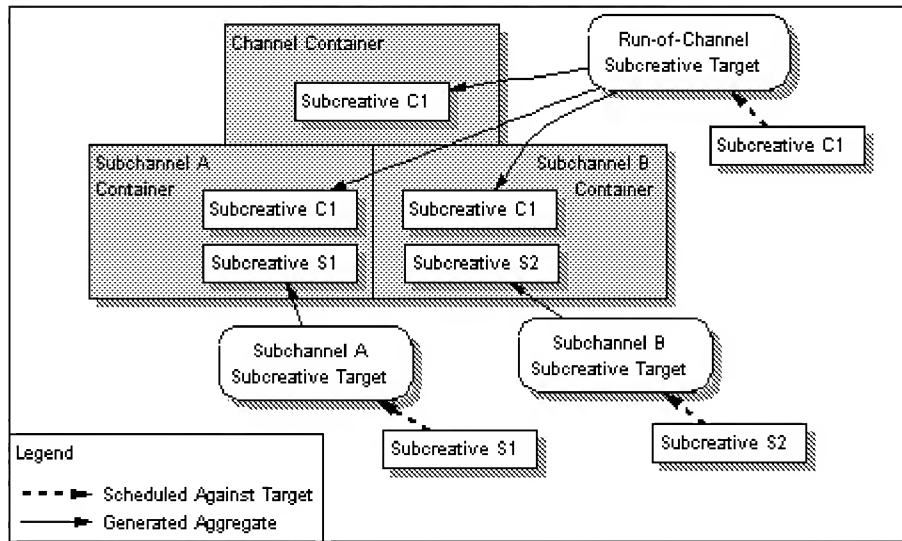 Channel Container
Subcreative C1
Run-of-Channel
Subcreative Target
Subcreative C1
Subchannel A
Container
Subcreative C1
Subcreative S1
Subchannel B
Container
Subcreative C1
Subcreative S2
Subchannel A
Subcreative Target
Subcreative S1
Subchannel B
Subcreative Target
Subcreative S2
Legend
Scheduled Against Target
Generated Aggregate